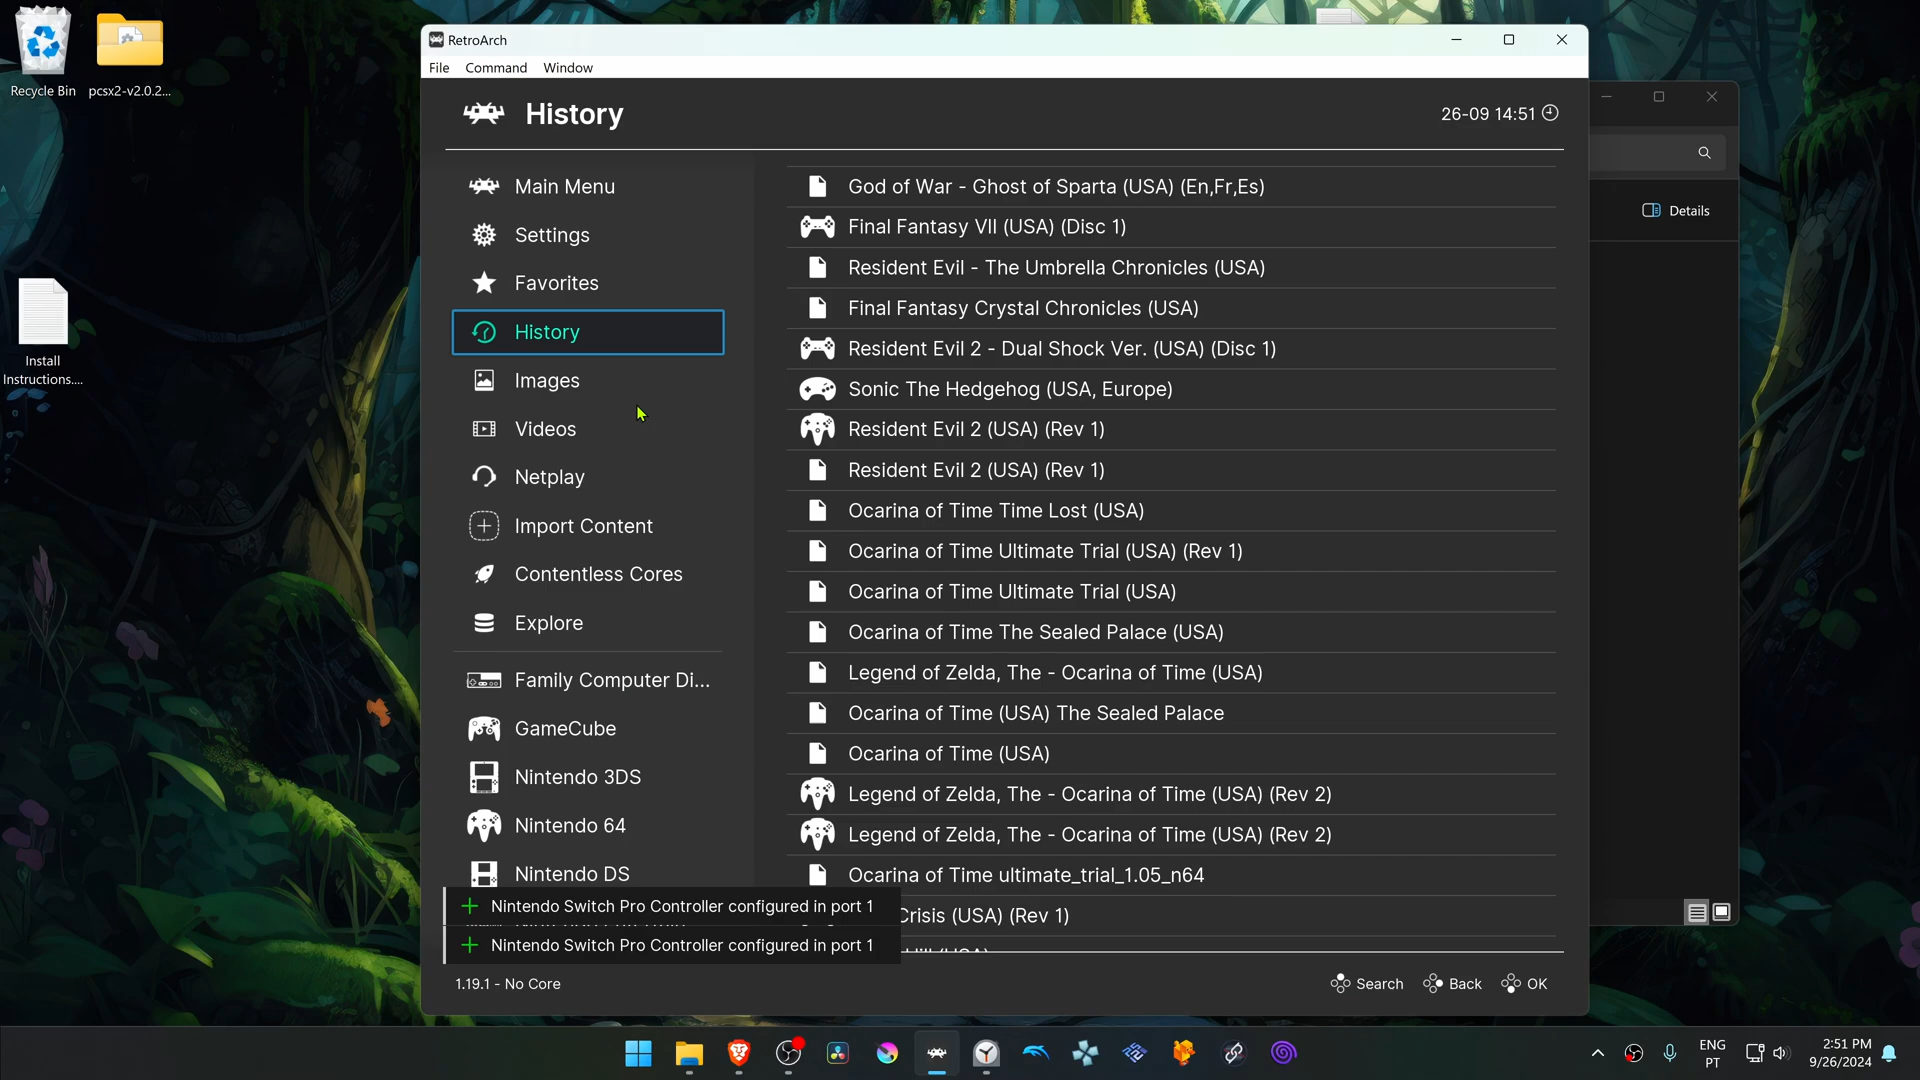 Recycle Bin
pcsx2-v2.0.2...
Install
Instructions....
RetroArch
File Command Window
History
26-09 14:51
Main Menu
Settings
Favorites
History
Images
Videos
Netplay
Import Content
Contentless Cores
Explore
Family Computer Di...
GameCube
Nintendo 3DS
Nintendo 64
Nintendo DS
God of War - Ghost of Sparta (USA) (En,Fr,Es)
Final Fantasy VII (USA) (Disc 1)
Resident Evil - The Umbrella Chronicles (USA)
Final Fantasy Crystal Chronicles (USA)
Resident Evil 2 - Dual Shock Ver. (USA) (Disc 1)
Sonic The Hedgehog (USA, Europe)
Resident Evil 2 (USA) (Rev 1)
Resident Evil 2 (USA) (Rev 1)
Ocarina of Time Time Lost (USA)
Ocarina of Time Ultimate Trial (USA) (Rev 1)
Ocarina of Time Ultimate Trial (USA)
Ocarina of Time The Sealed Palace (USA)
Legend of Zelda, The - Ocarina of Time (USA)
Ocarina of Time (USA) The Sealed Palace
Ocarina of Time (USA)
Legend of Zelda, The - Ocarina of Time (USA) (Rev 2)
Legend of Zelda, The - Ocarina of Time (USA) (Rev 2)
Ocarina of Time ultimate_trial_1.05_n64
Crisis (USA) (Rev 1)
Nintendo Switch Pro Controller configured in port 1
Nintendo Switch Pro Controller configured in port 1
1.19.1 - No Core
Search Back OK
Details
ENG
PT
2:51 PM
9/26/2024